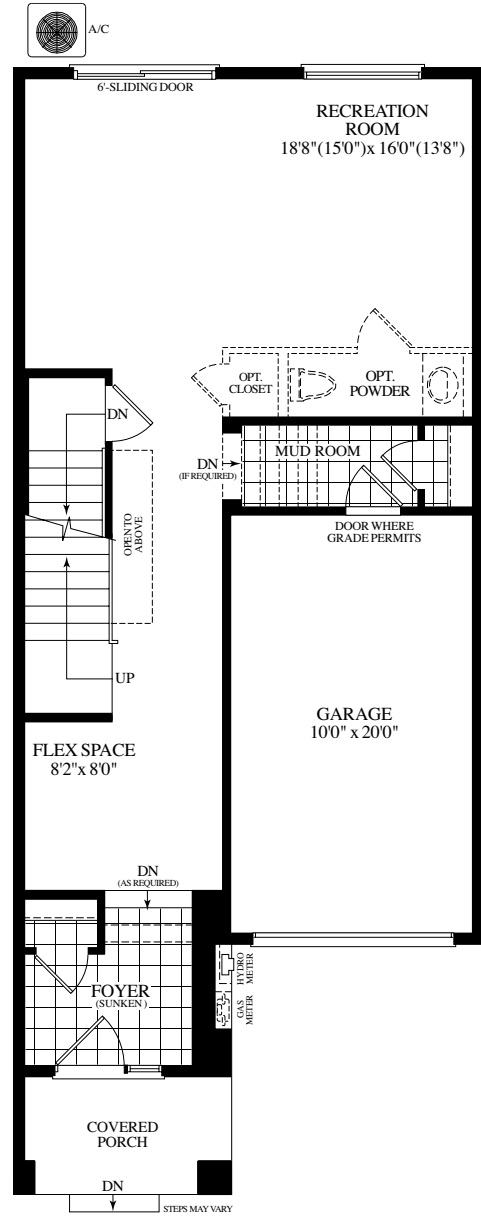 A/C
6'-SLIDING DOOR
RECREATION
ROOM
18'8"(15'0")x 16'0"(13'8")
OPT.
CLOSET
OPT.
POWDER
DN
DN
(IF REQUIRED)
MUD ROOM
OPEN TO
ABOVE
DOOR WHERE
GRADE PERMITS
UP
GARAGE
10'0" x 20'0"
FLEX SPACE
8'2"x 8'0"
DN
(AS REQUIRED)
HYDRO
METER
GAS
METER
FOYER
(SUNKEN )
COVERED
PORCH
DN
STEPS MAY VARY